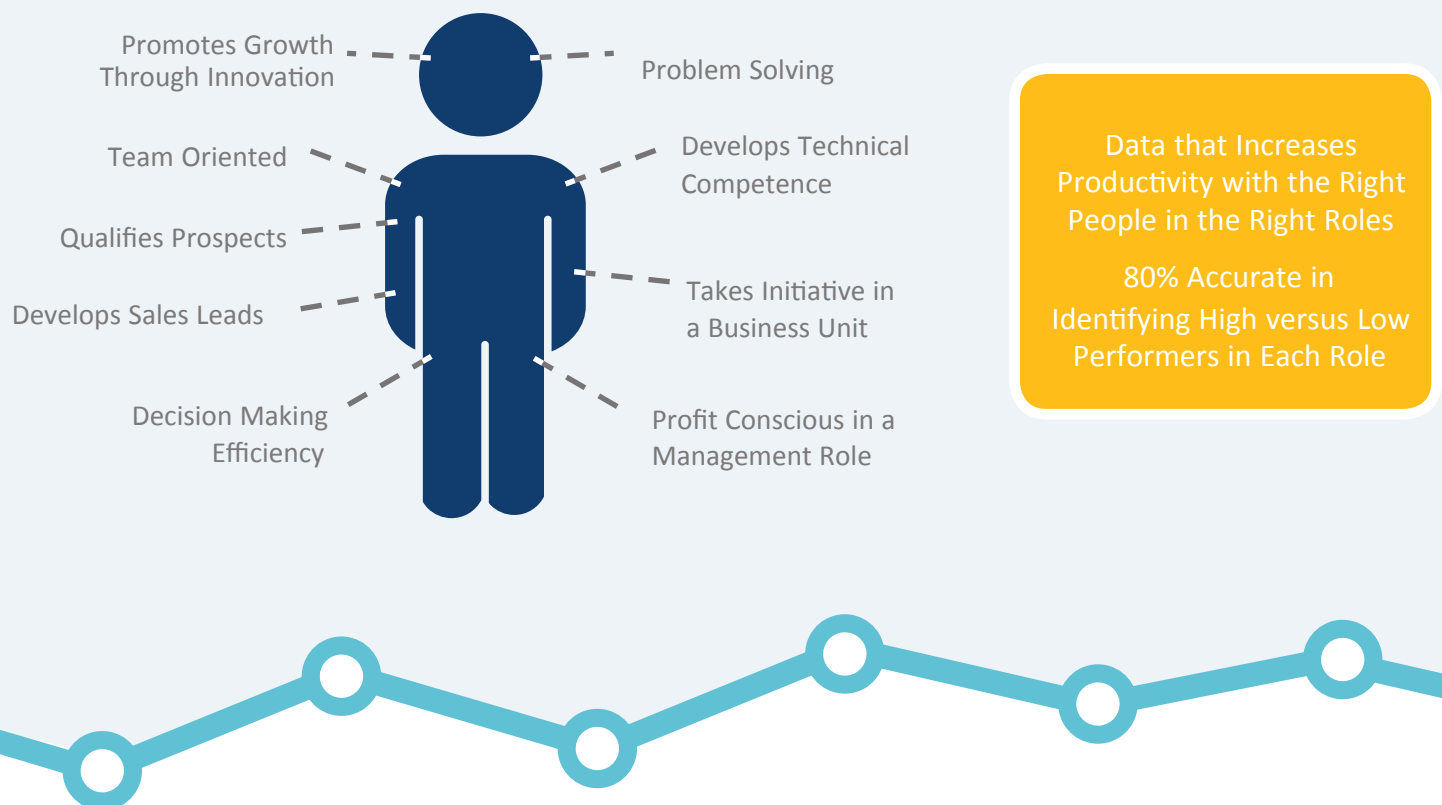 Promotes Growth
Through Innovation
Team Oriented
Qualifies Prospects
Develops Sales Leads
Decision Making
Efficiency
Problem Solving
Develops Technical
Competence
Takes Initiative in
a Business Unit
Profit Conscious in a
Management Role
Data that Increases
Productivity with the Right
People in the Right Roles
80% Accurate in
Identifying High versus Low
Performers in Each Role